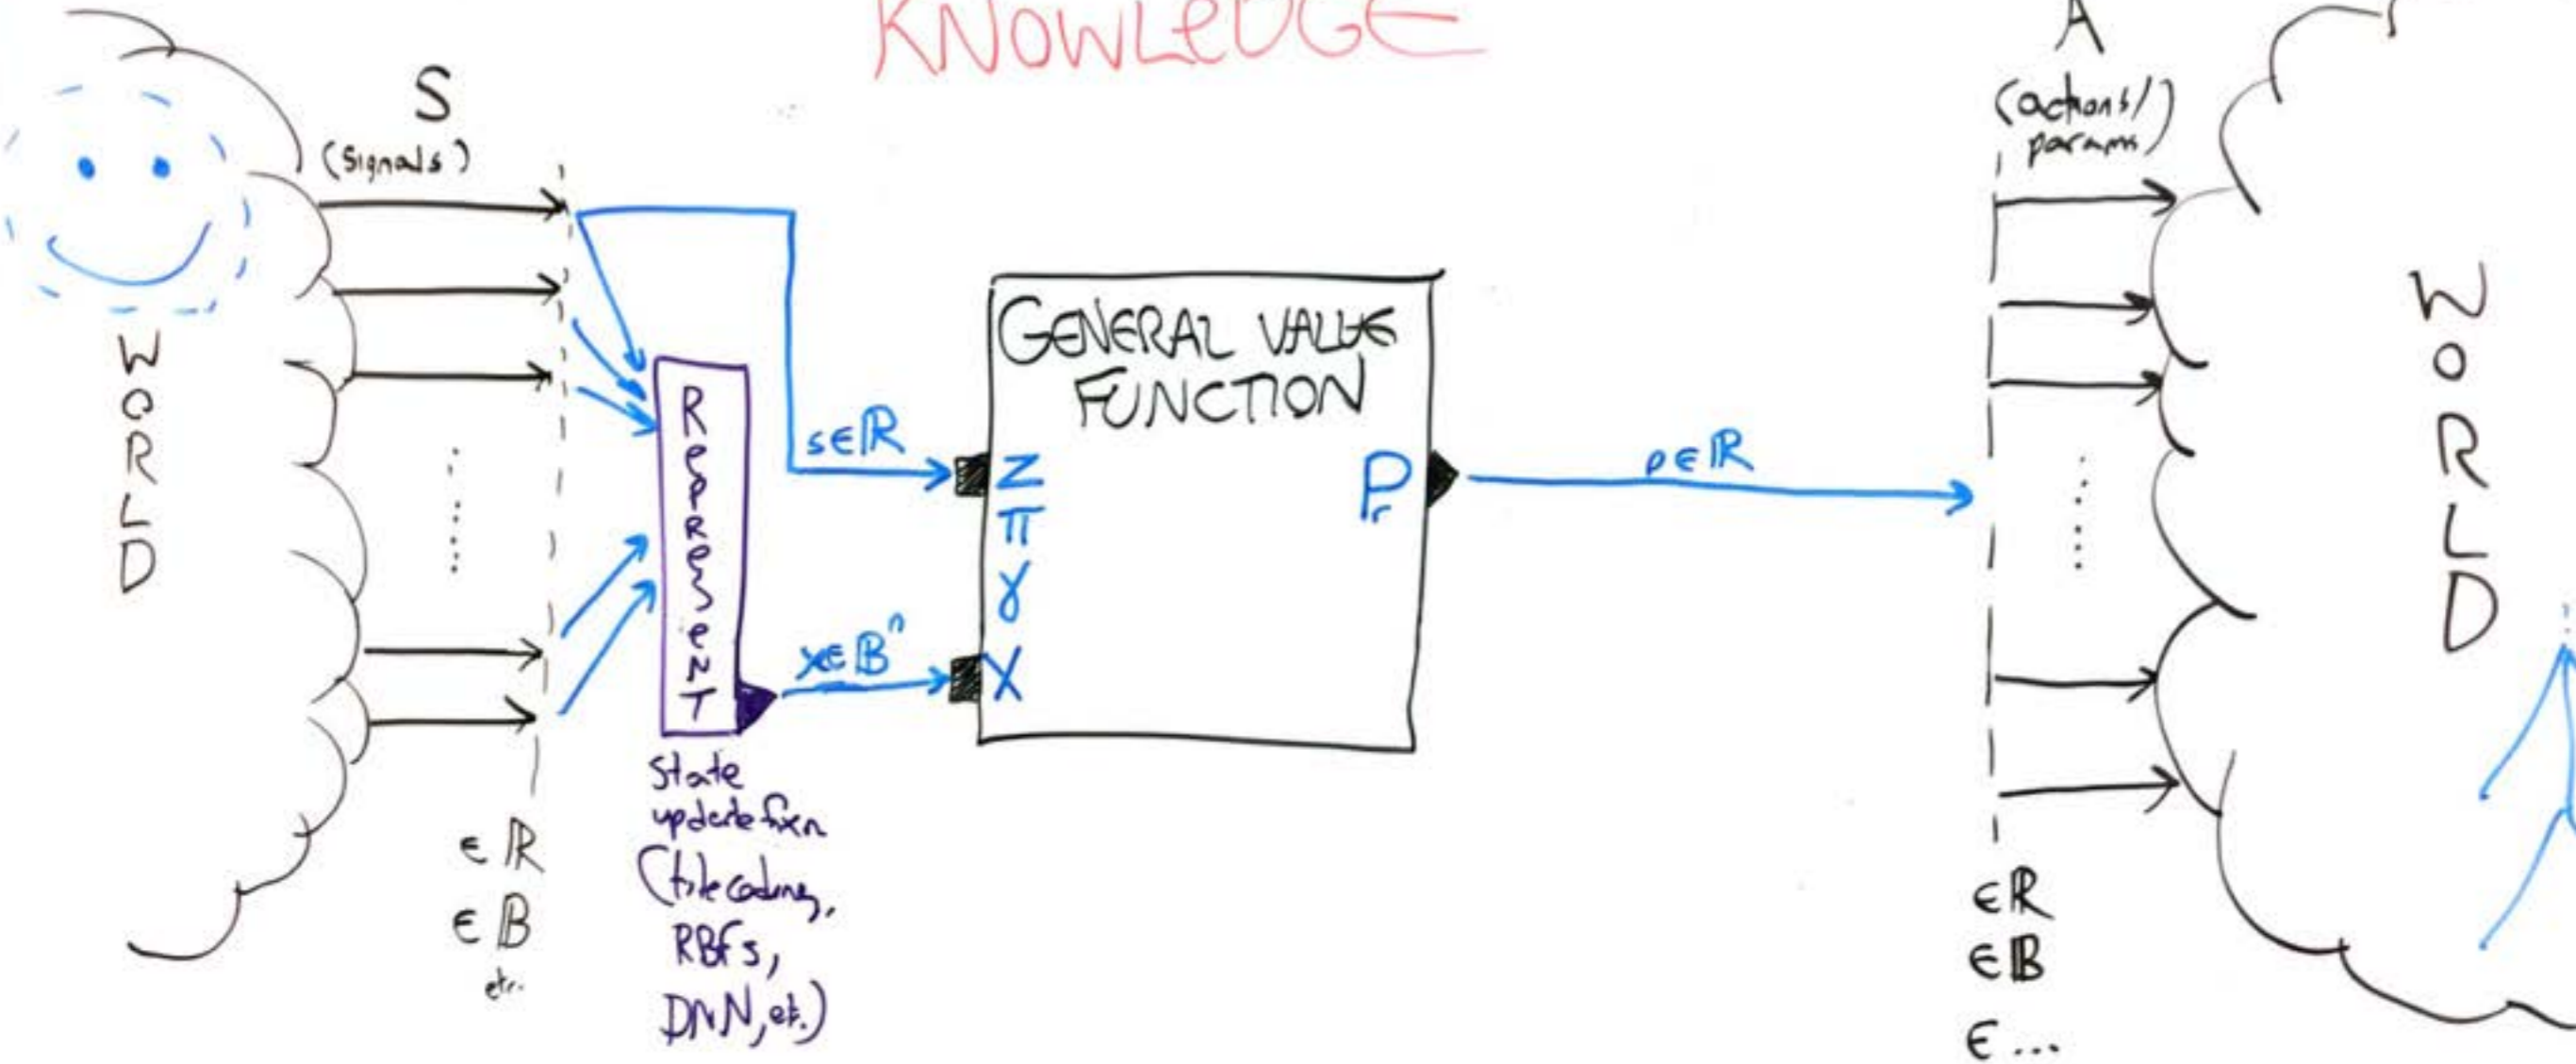 KNOWLEDGE
S
(signals)
WORLD
∈ ℝ
∈ 𝔹
etc.
Represent
State
update fxn
(tile coding,
RBFs,
DNN, etc.)
s∈ℝ
x∈𝔹ⁿ
GENERAL VALUE
FUNCTION
Z
π
γ
X
P
p∈ℝ
A
(actions/
params)
∈ℝ
∈𝔹
∈ ...
WORLD